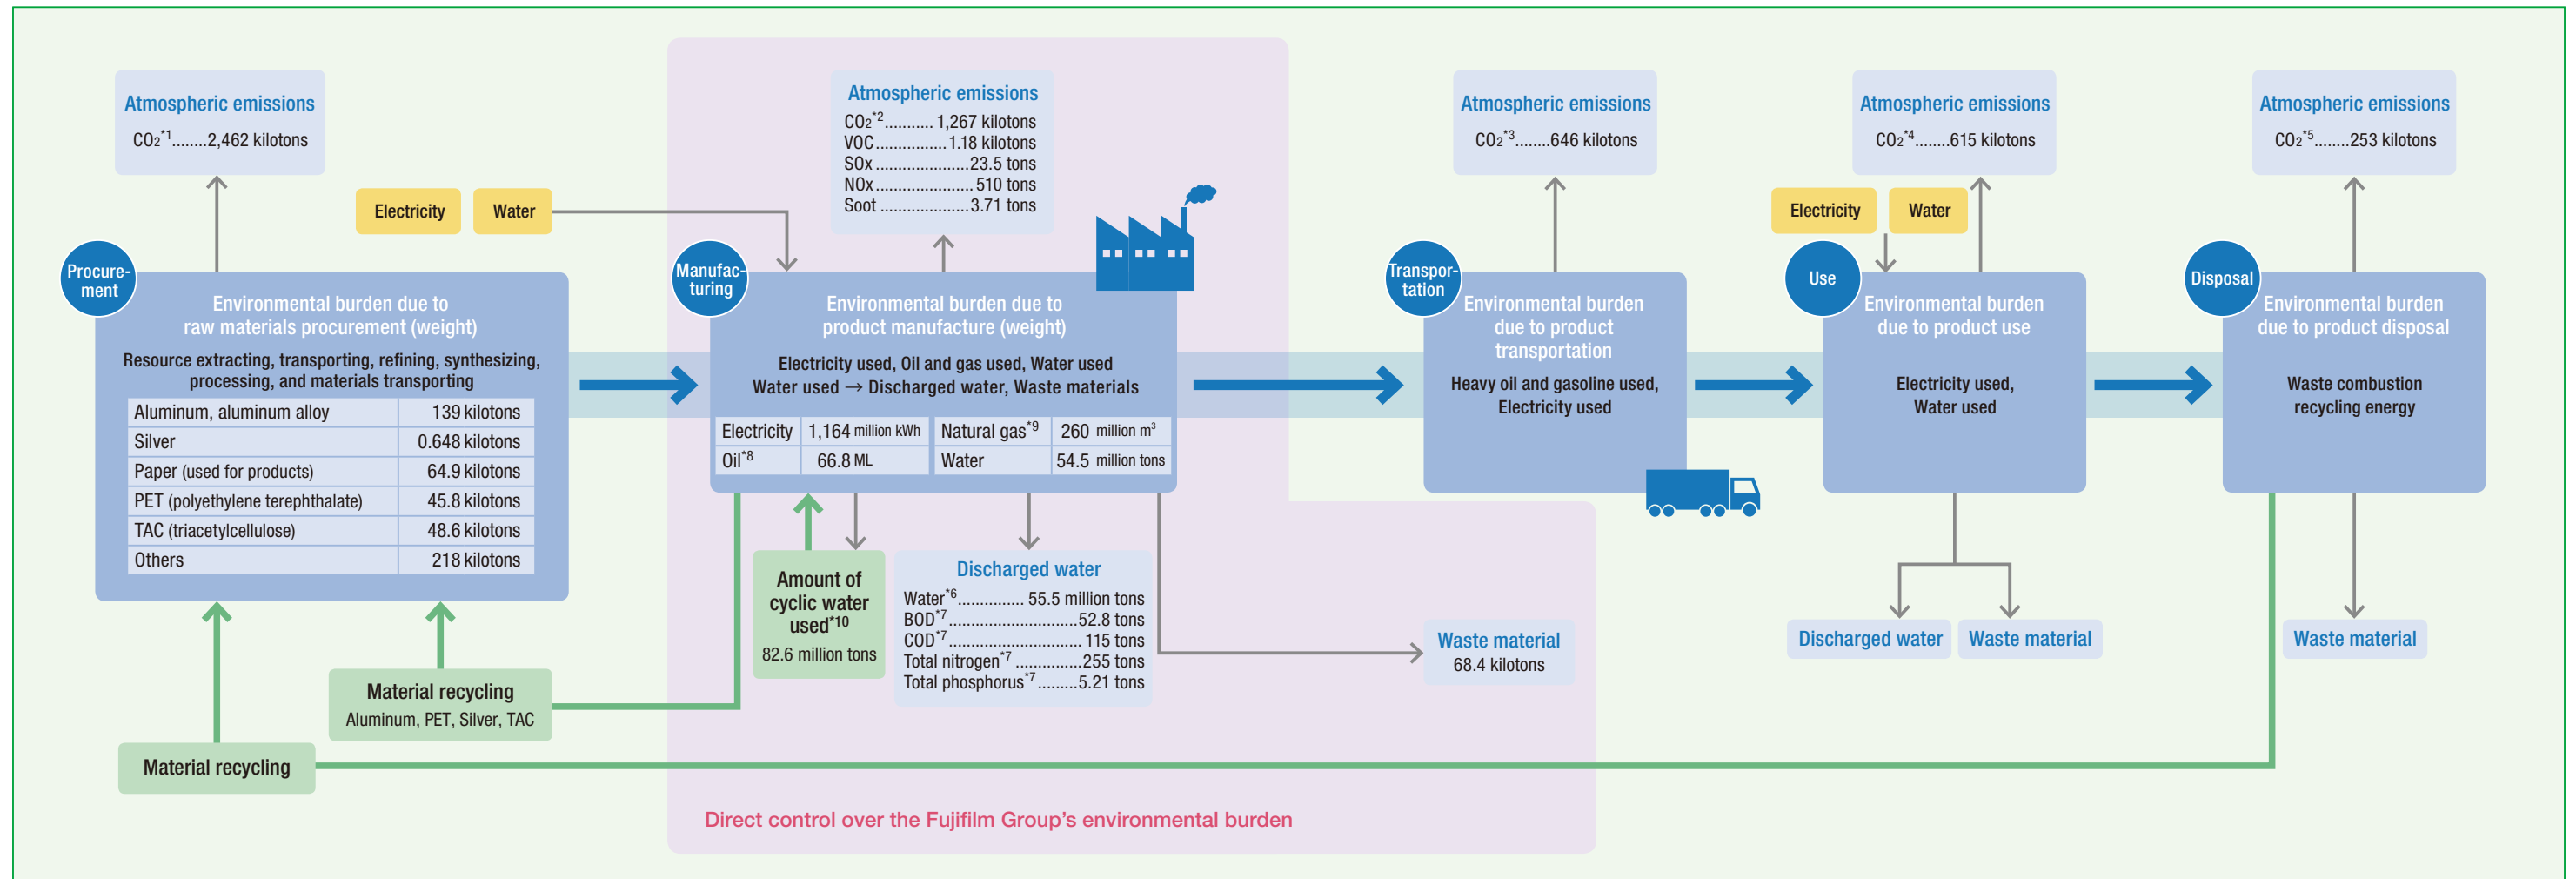 Procure-
ment
Atmospheric emissions
CO2*1........2,462 kilotons
Environmental burden due to
raw materials procurement (weight)
Resource extracting, transporting, refining, synthesizing,
processing, and materials transporting
Aluminum, aluminum alloy 139 kilotons
Silver 0.648 kilotons
Paper (used for products) 64.9 kilotons
PET (polyethylene terephthalate) 45.8 kilotons
TAC (triacetylcellulose) 48.6 kilotons
Others 218 kilotons
Material recycling
Aluminum, PET, Silver, TAC
Material recycling
Electricity
Water
Manufac-
turing
Atmospheric emissions
CO2*2........... 1,267 kilotons
VOC................1.18 kilotons
SOx .....................23.5 tons
NOx......................510 tons
Soot ....................3.71 tons
Environmental burden due to
product manufacture (weight)
Electricity used, Oil and gas used, Water used
Water used → Discharged water, Waste materials
Electricity 1,164 million kWh Natural gas*9 260 million m3
Oil*8 66.8 ML Water 54.5 million tons
Amount of
cyclic water
used*10
82.6 million tons
Discharged water
Water*6............... 55.5 million tons
BOD*7.............................52.8 tons
COD*7.............................. 115 tons
Total nitrogen*7 ...............255 tons
Total phosphorus*7 .........5.21 tons
Waste material
68.4 kilotons
Direct control over the Fujifilm Group's environmental burden
Transpor-
tation
Atmospheric emissions
CO2*3........646 kilotons
Environmental burden
due to product
transportation
Heavy oil and gasoline used,
Electricity used
Use
Atmospheric emissions
CO2*4........615 kilotons
Electricity
Water
Environmental burden
due to product use
Electricity used,
Water used
Discharged water
Waste material
Disposal
Atmospheric emissions
CO2*5........253 kilotons
Environmental burden
due to product disposal
Waste combustion
recycling energy
Waste material